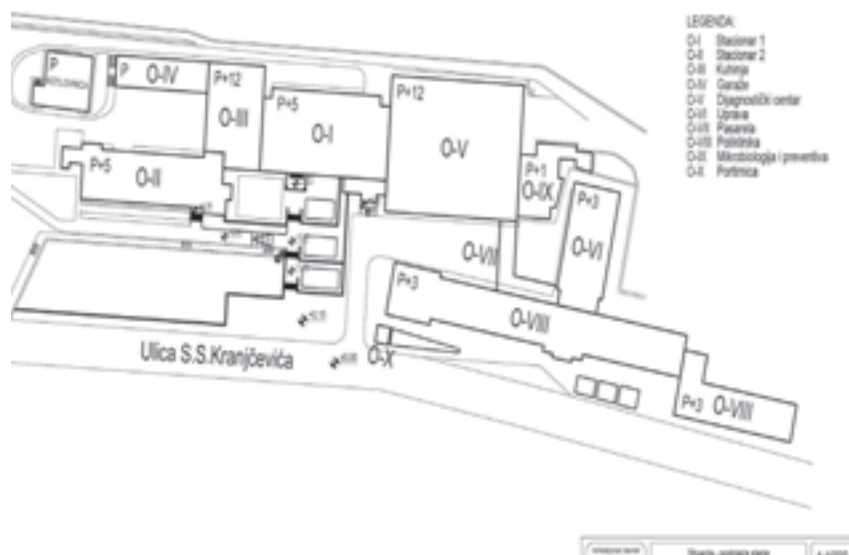 LEGENDA:
O-I Stacionar 1
O-II Stacionar 2
O-III Kuhinja
O-IV Garaže
O-V Dijagnostički centar
O-VI Uprava
O-VII Pasarela
O-VIII Poliklinika
O-IX Mikrobiologija i preventiva
O-X Portirnica
P
KOTLOVNICA
P O-IV
P+12
O-III
P+5
O-I
P+12
O-V
P+5
O-II
P+1
O-IX
P+3
O-VI
O-VII
P+3
O-VIII
Ulica S.S.Kranjčevića
O-X
P+3 O-VIII